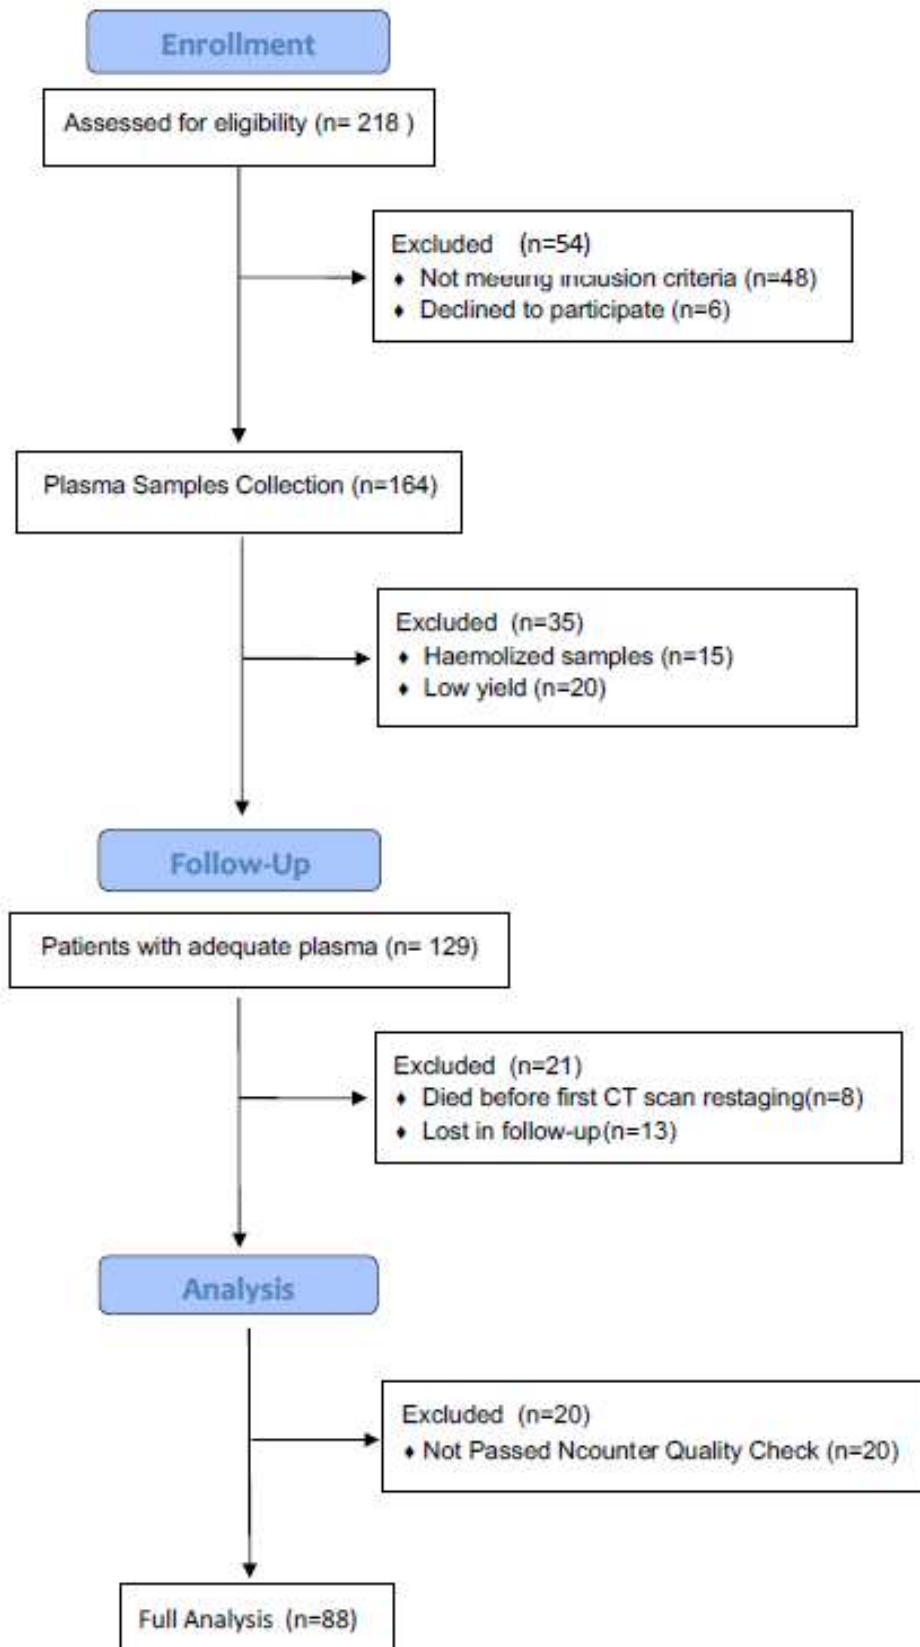 Enrollment
Assessed for eligibility (n= 218 )
Excluded (n=54)
♦ Not meeting inclusion criteria (n=48)
♦ Declined to participate (n=6)
Plasma Samples Collection (n=164)
Excluded (n=35)
♦ Haemolized samples (n=15)
♦ Low yield (n=20)
Follow-Up
Patients with adequate plasma (n= 129)
Excluded (n=21)
♦ Died before first CT scan restaging(n=8)
♦ Lost in follow-up(n=13)
Analysis
Excluded (n=20)
♦ Not Passed Ncounter Quality Check (n=20)
Full Analysis (n=88)